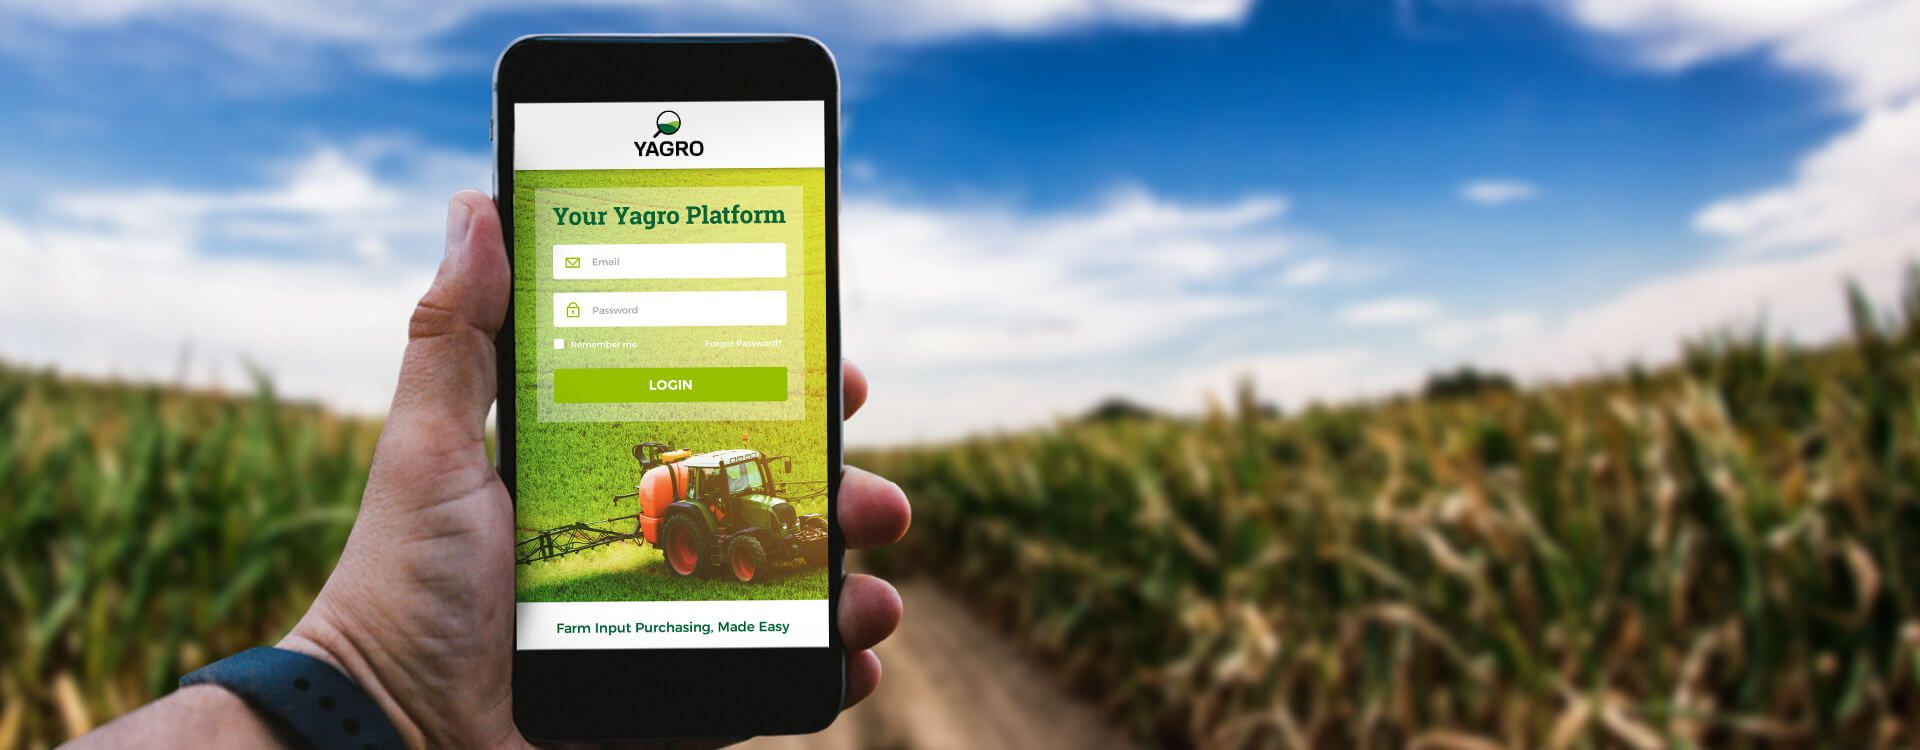 YAGRO
Your Yagro Platform
Email
Password
Remember me
Forgot Password?
LOGIN
Farm Input Purchasing, Made Easy